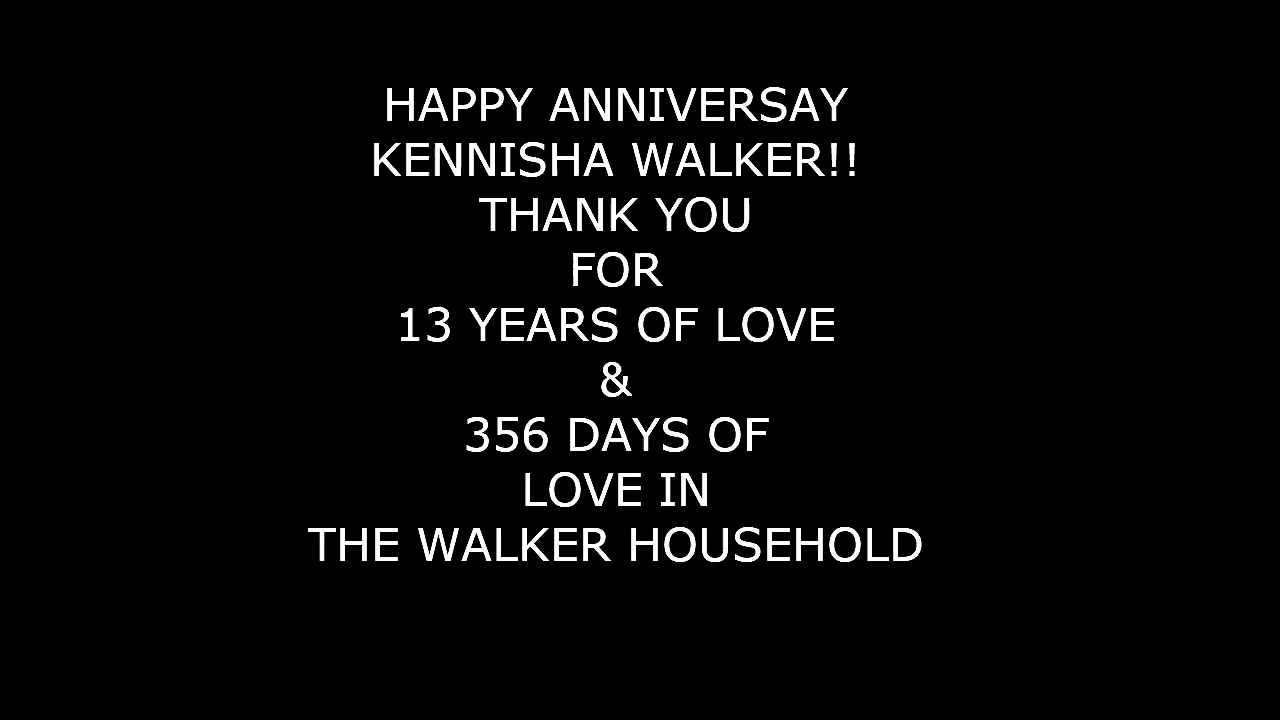 HAPPY ANNIVERSAY
KENNISHA WALKER!!
THANK YOU
FOR
13 YEARS OF LOVE
&
356 DAYS OF
LOVE IN
THE WALKER HOUSEHOLD